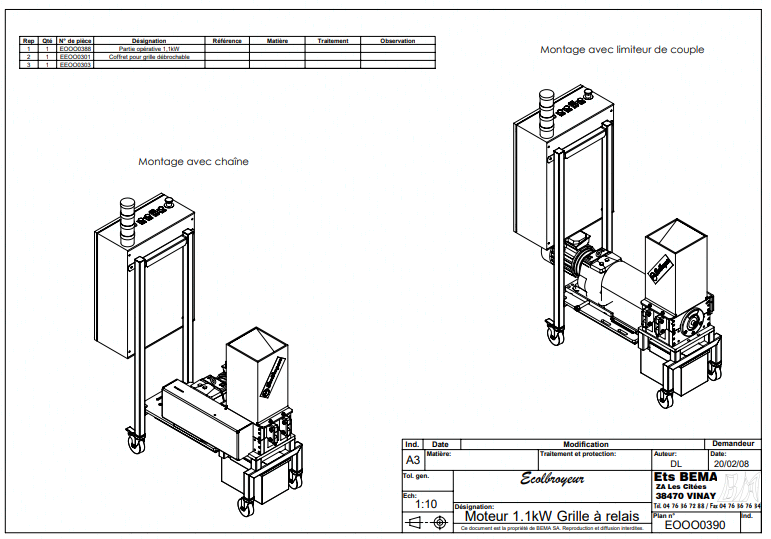 Rep Qté N° de pièce Désignation Référence Matière Traitement Observation
1 1 EOOO0388 Partie opérative 1,1kW
2 1 EEOO0301 Coffret pour grille débrochable
3 1 EEOO0303
Montage avec limiteur de couple
Montage avec chaîne
Ind. Date Modification Demandeur
A3 Matière: Traitement et protection: Auteur: DL Date: 20/02/08
Tol. gen.
Ecolbroyeur
Ets BEMA
ZA Les Citées
38470 VINAY
Tél. 04 76 36 72 88 / Fax 04 76 36 76 34
Ech:
1:10
Désignation:
Moteur 1.1kW Grille à relais
Ce document est la propriété de BEMA SA. Reproduction et diffusion interdites.
Plan n° Ind.
EOOO0390